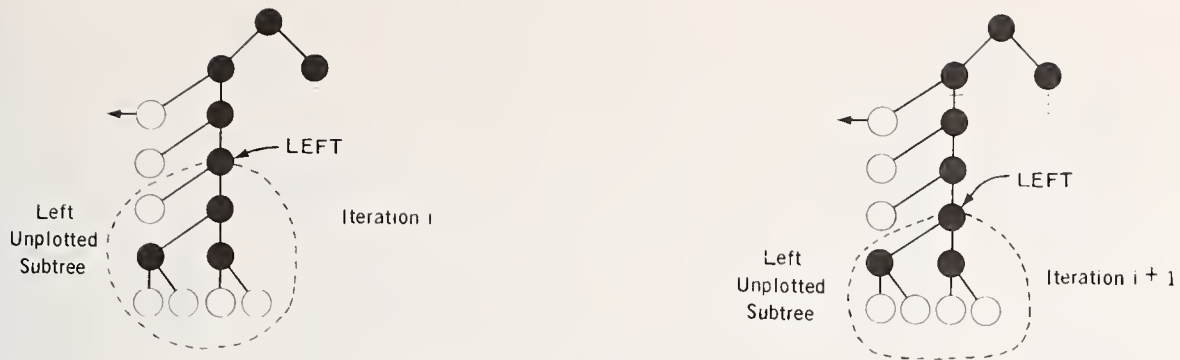 LEFT
Left
Unplotted
Subtree
Iteration i
LEFT
Left
Unplotted
Subtree
Iteration i + 1